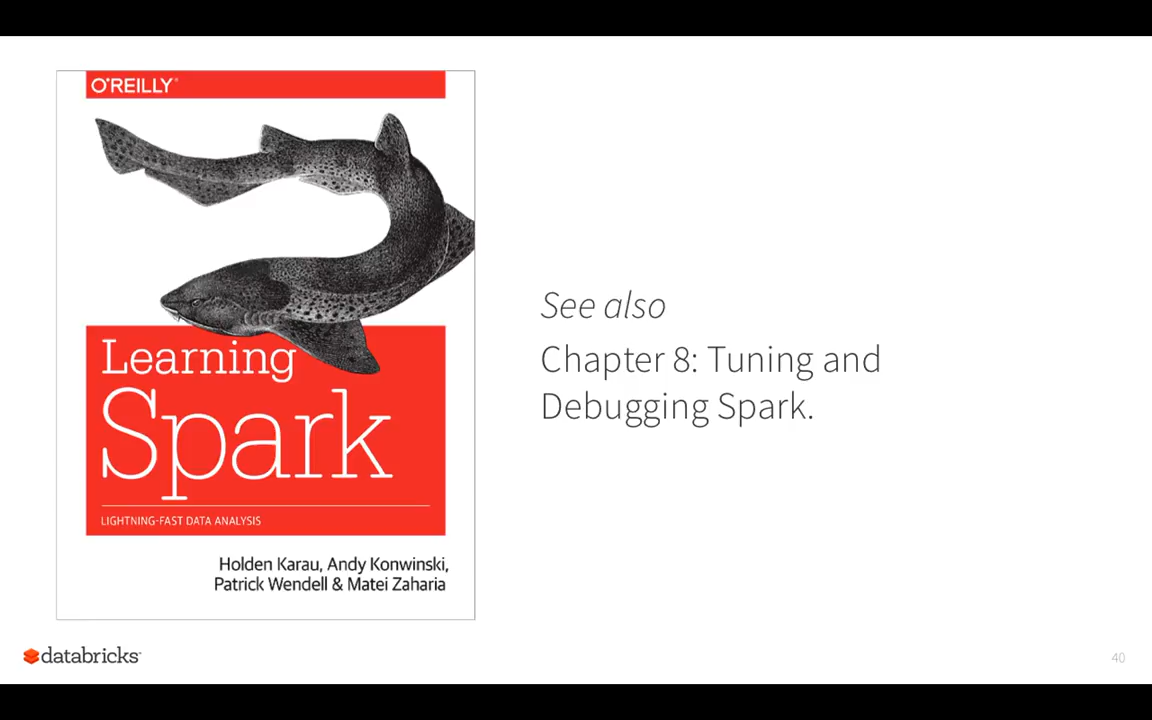 O'REILLY®
Learning
Spark
LIGHTNING-FAST DATA ANALYSIS
Holden Karau, Andy Konwinski,
Patrick Wendell & Matei Zaharia
See also
Chapter 8: Tuning and
Debugging Spark.
databricks
40